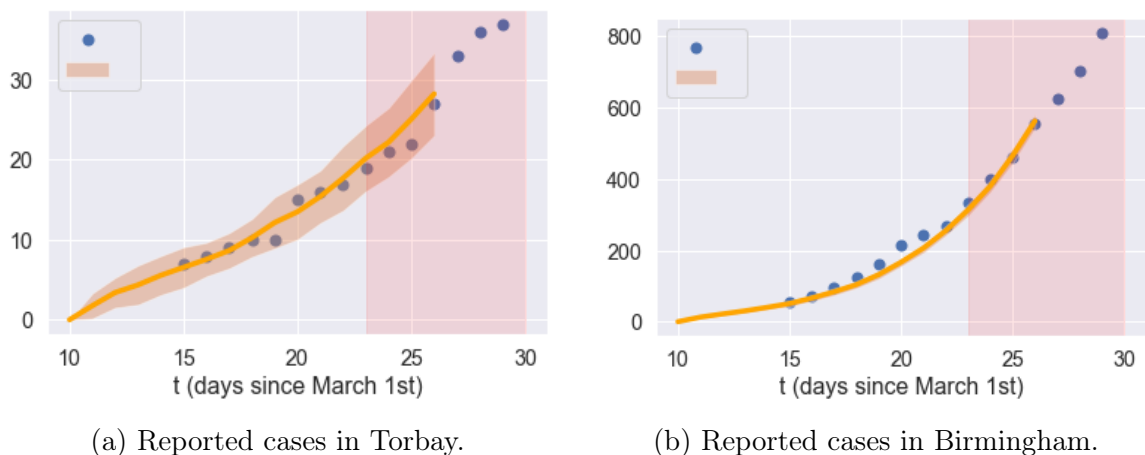 30
20
10
0
10 15 20 25 30
t (days since March 1st)
(a) Reported cases in Torbay.
800
600
400
200
0
10 15 20 25 30
t (days since March 1st)
(b) Reported cases in Birmingham.